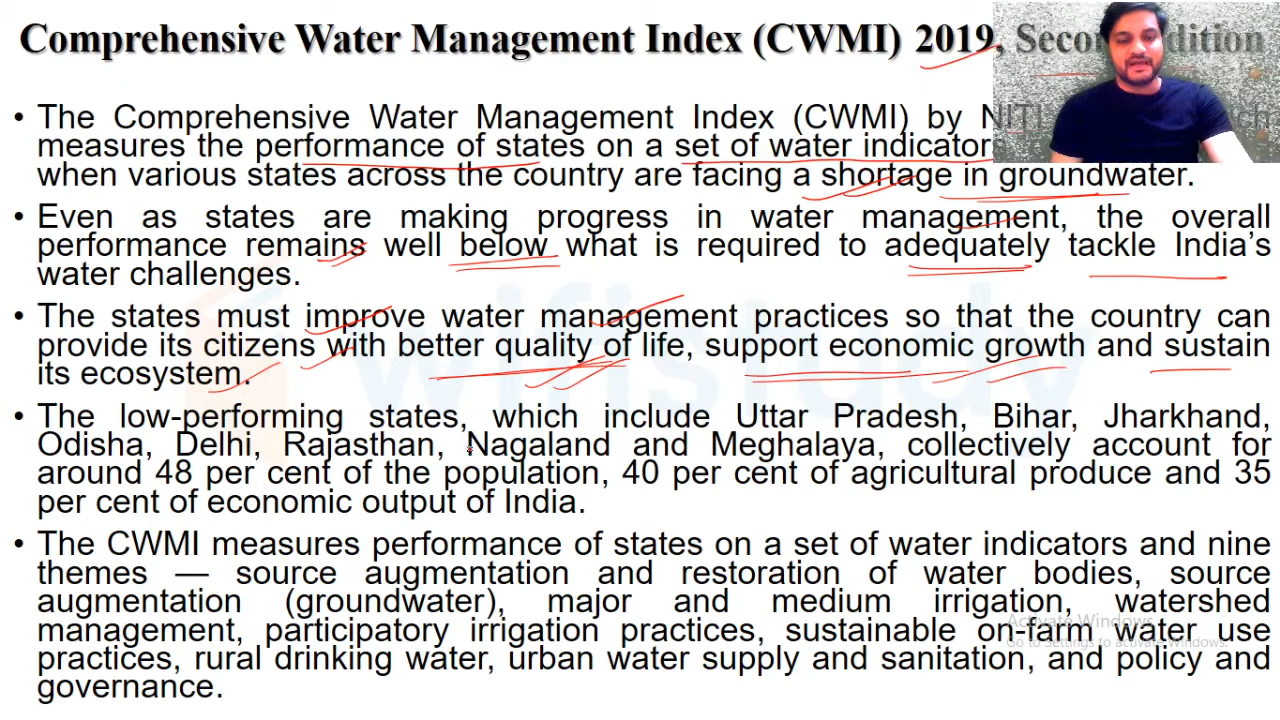 Comprehensive Water Management Index (CWMI) 2019, Second Edition
• The Comprehensive Water Management Index (CWMI) by NITI
measures the performance of states on a set of water indicators
when various states across the country are facing a shortage in groundwater.
• Even as states are making progress in water management, the overall
performance remains well below what is required to adequately tackle India's
water challenges.
• The states must improve water management practices so that the country can
provide its citizens with better quality of life, support economic growth and sustain
its ecosystem.
• The low-performing states, which include Uttar Pradesh, Bihar, Jharkhand,
Odisha, Delhi, Rajasthan, Nagaland and Meghalaya, collectively account for
around 48 per cent of the population, 40 per cent of agricultural produce and 35
per cent of economic output of India.
• The CWMI measures performance of states on a set of water indicators and nine
themes — source augmentation and restoration of water bodies, source
augmentation (groundwater), major and medium irrigation, watershed
management, participatory irrigation practices, sustainable on-farm water use
practices, rural drinking water, urban water supply and sanitation, and policy and
governance.
wifistudy
Activate Windows
Go to Settings to activate Windows.